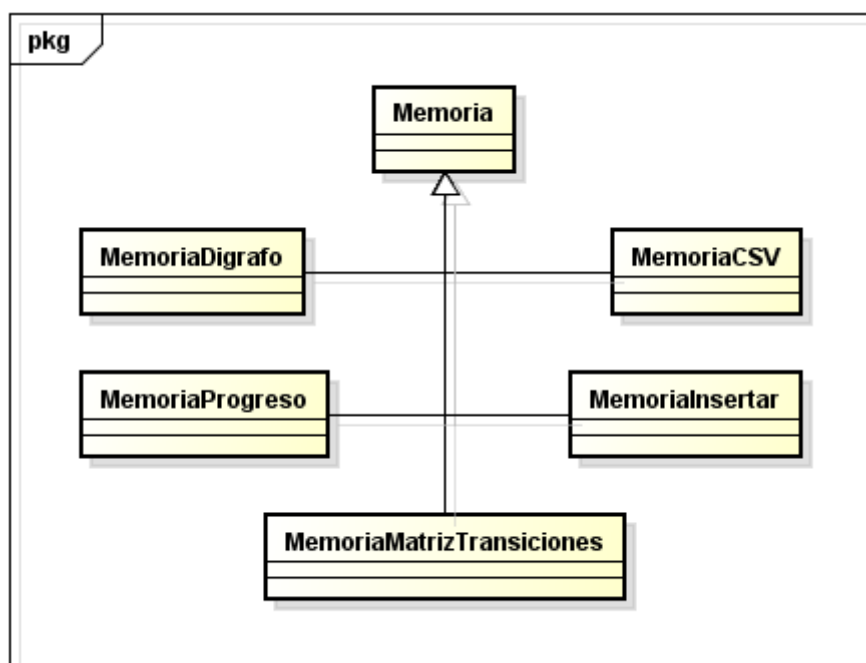 pkg
Memoria
MemoriaDigrafo
MemoriaCSV
MemoriaProgreso
MemoriaInsertar
MemoriaMatrizTransiciones